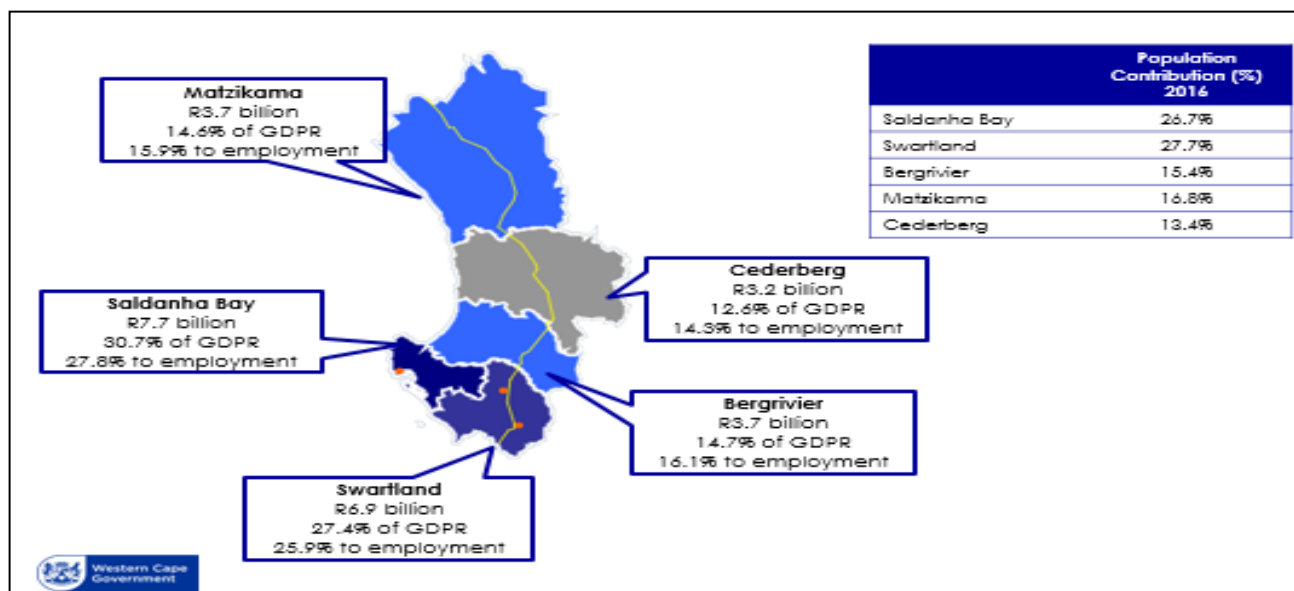 Matzikama
R3.7 billion
14.6% of GDPR
15.9% to employment
Population
Contribution (%)
2016
Saldanha Bay 26.7%
Swartland 27.7%
Bergrivier 15.4%
Matzikama 16.8%
Cederberg 13.4%
Cederberg
R3.2 billion
12.6% of GDPR
14.3% to employment
Saldanha Bay
R7.7 billion
30.7% of GDPR
27.8% to employment
Bergrivier
R3.7 billion
14.7% of GDPR
16.1% to employment
Swartland
R6.9 billion
27.4% of GDPR
25.9% to employment
Western Cape
Government